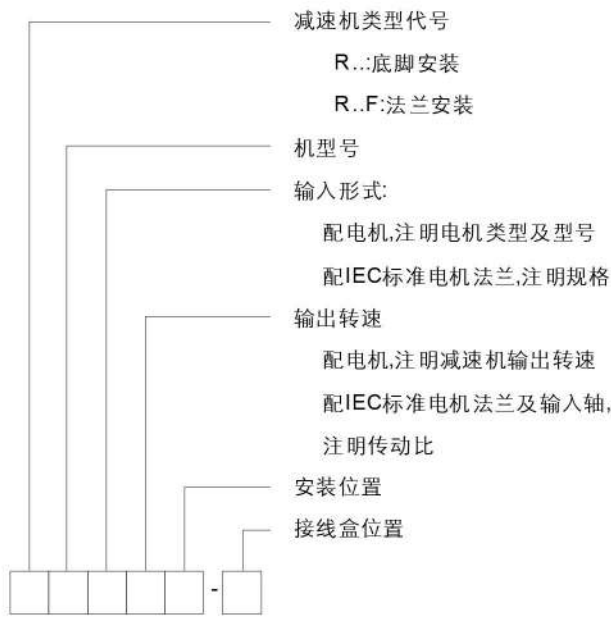 减速机类型代号
R..:底脚安装
R..F:法兰安装
机型号
输入形式:
配电机,注明电机类型及型号
配IEC标准电机法兰,注明规格
输出转速
配电机,注明减速机输出转速
配IEC标准电机法兰及输入轴,
注明传动比
安装位置
接线盒位置
-